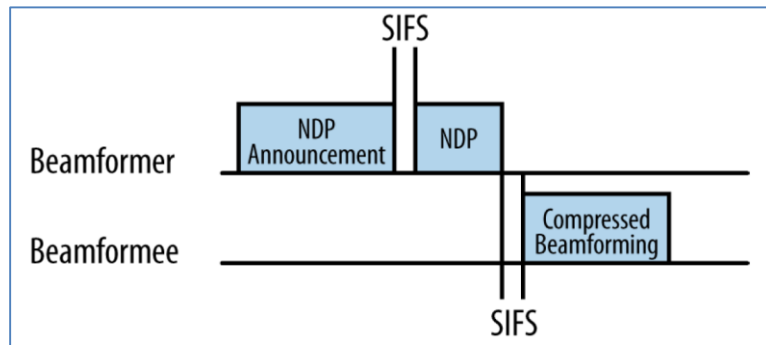 SIFS
NDP
Announcement
NDP
Beamformer
Compressed
Beamforming
Beamformee
SIFS